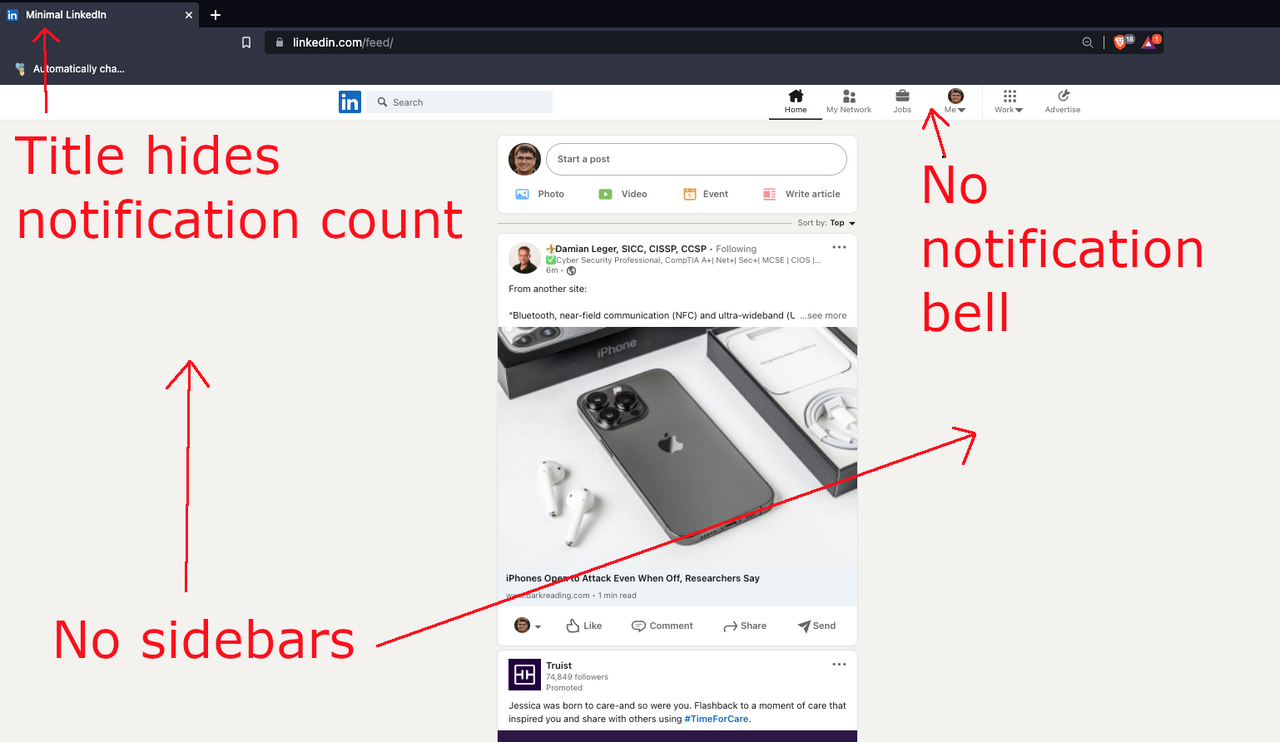 in Minimal LinkedIn
linkedin.com/feed/
18
1
Automatically cha...
in
Search
Home
My Network
Jobs
Me
Work
Advertise
Title hides
notification count
No
notification
bell
Start a post
Photo
Video
Event
Write article
Sort by: Top
⚜️Damian Leger, SICC, CISSP, CCSP • Following
✅Cyber Security Professional, CompTIA A+| Net+| Sec+| MCSE | CIOS |...
6m •
From another site:
“Bluetooth, near-field communication (NFC) and ultra-wideband (U ...see more
iPhone
iPhones Open to Attack Even When Off, Researchers Say
www.darkreading.com • 1 min read
Like
Comment
Share
Send
No sidebars
Truist
74,849 followers
Promoted
Jessica was born to care-and so were you. Flashback to a moment of care that
inspired you and share with others using #TimeForCare.